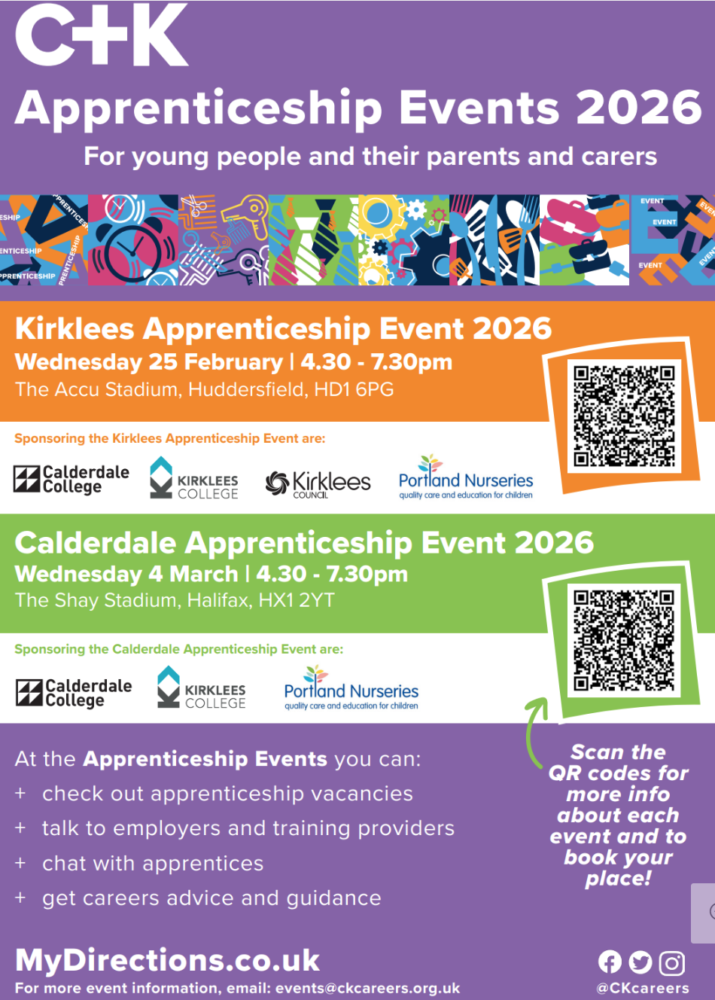 C+K
Apprenticeship Events 2026
For young people and their parents and carers
ESHIP
PPRENTICESH
ENTICESHIP
PPRENTICESHIP
PRENTICESHIP
EVENT
EVENT
EVENT
EVEN
EVENT
Kirklees Apprenticeship Event 2026
Wednesday 25 February | 4.30 - 7.30pm
The Accu Stadium, Huddersfield, HD1 6PG
Sponsoring the Kirklees Apprenticeship Event are:
Calderdale
College
KIRKLEES
COLLEGE
Kirklees
COUNCIL
Portland Nurseries
quality care and education for children
Calderdale Apprenticeship Event 2026
Wednesday 4 March | 4.30 - 7.30pm
The Shay Stadium, Halifax, HX1 2YT
Sponsoring the Calderdale Apprenticeship Event are:
Calderdale
College
KIRKLEES
COLLEGE
Portland Nurseries
quality care and education for children
At the Apprenticeship Events you can:
+ check out apprenticeship vacancies
+ talk to employers and training providers
+ chat with apprentices
+ get careers advice and guidance
Scan the
QR codes for
more info
about each
event and to
book your
place!
MyDirections.co.uk
For more event information, email: events@ckcareers.org.uk
@CKcareers